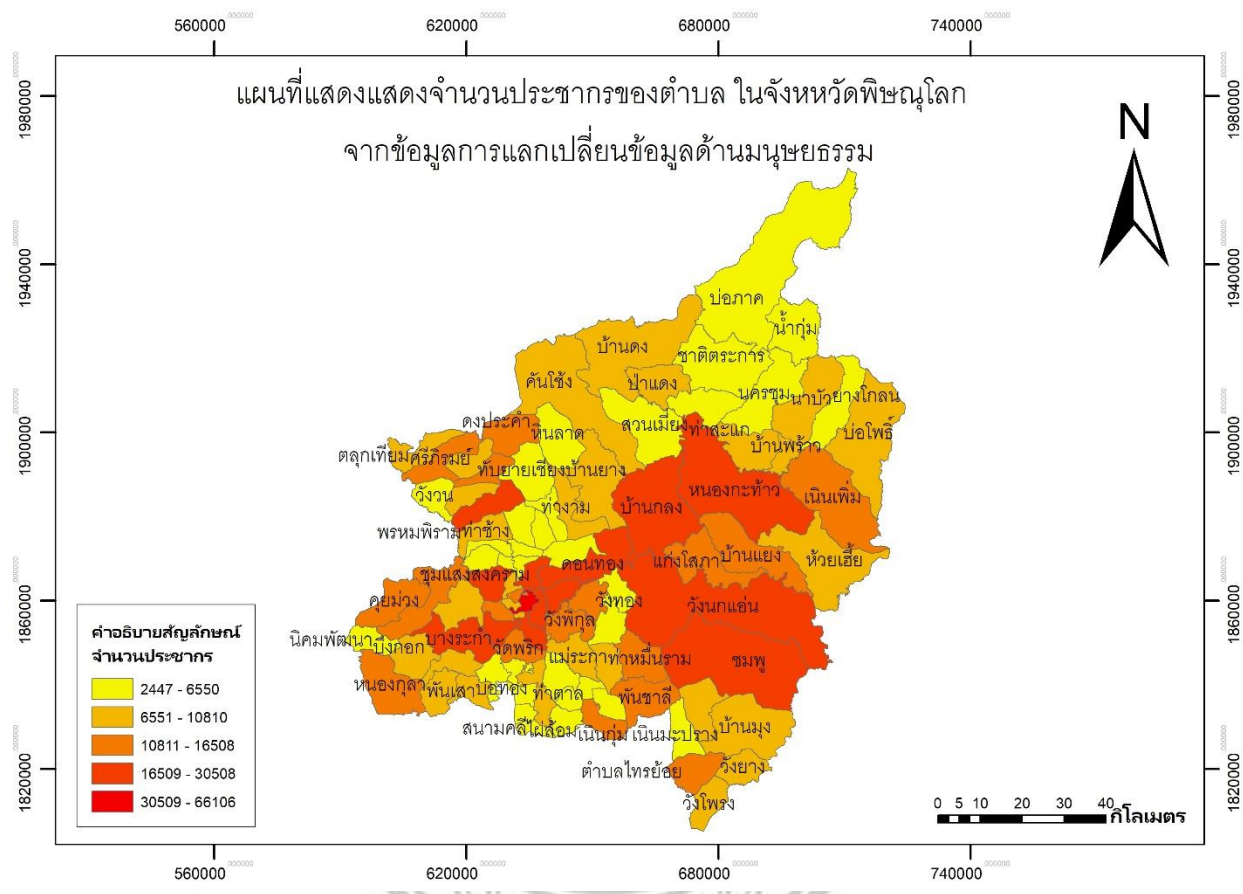 560000 620000 680000 740000
แผนที่แสดงแสดงจำนวนประชากรของตำบล ในจังหหวัดพิษณุโลก
จากข้อมูลการแลกเปลี่ยนข้อมูลด้านมนุษยธรรม
N
1980000 1980000
1940000 1940000
1900000 1900000
1860000 1860000
1820000 1820000
บ่อภาค
น้ำกุ่ม
บ้านดง
ชาติตระการ
ป่าแดง
คันโช้ง
นครชุม
นาบัว
ย่างโกลน
ดงประคำ
หินลาด
สวนเมี่ยง
ท่าสะแก
บ่อโพธิ์
บ้านพร้าว
ตลุกเทียม
ศรีภิรมย์
ทับยายเชียง
บ้านยาง
วังวน
หนองกะท้าว
เนินเพิ่ม
บ้านกลาง
ท่างาม
พรหมพิราม
ท่าช้าง
บ้านแยง
ห้วยเฮี้ย
ดอนทอง
แก่งโสภา
ชุมแสงสงคราม
คุยม่วง
วังทอง
วังนกแอ่น
วังพิกุล
นิคมพัฒนา
บึงกอก
บางระกำ
วัดพริก
แม่ระกา
ท่าหมื่นราม
ชมพู
หนองกุลา
พันเสา
บ่อทอง
ท่าตาล
พันชาลี
สนามคลี
ไผ่ล้อม
เนินกุ่ม
เนินมะปราง
บ้านมุง
ตำบลไทรย้อย
วังยาง
วังโพรง
คำอธิบายสัญลักษณ์
จำนวนประชากร
2447 - 6550
6551 - 10810
10811 - 16508
16509 - 30508
30509 - 66106
0 5 10 20 30 40
กิโลเมตร
560000 620000 680000 740000